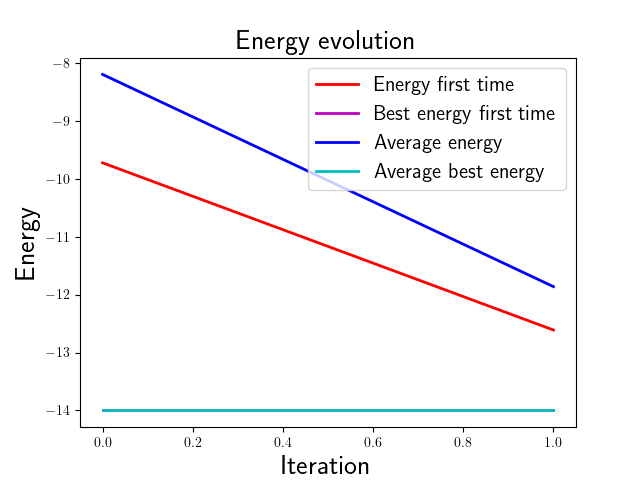 Energy evolution
Energy first time
Best energy first time
Average energy
Average best energy
Energy
−8
−9
−10
−11
−12
−13
−14
0.0 0.2 0.4 0.6 0.8 1.0
Iteration